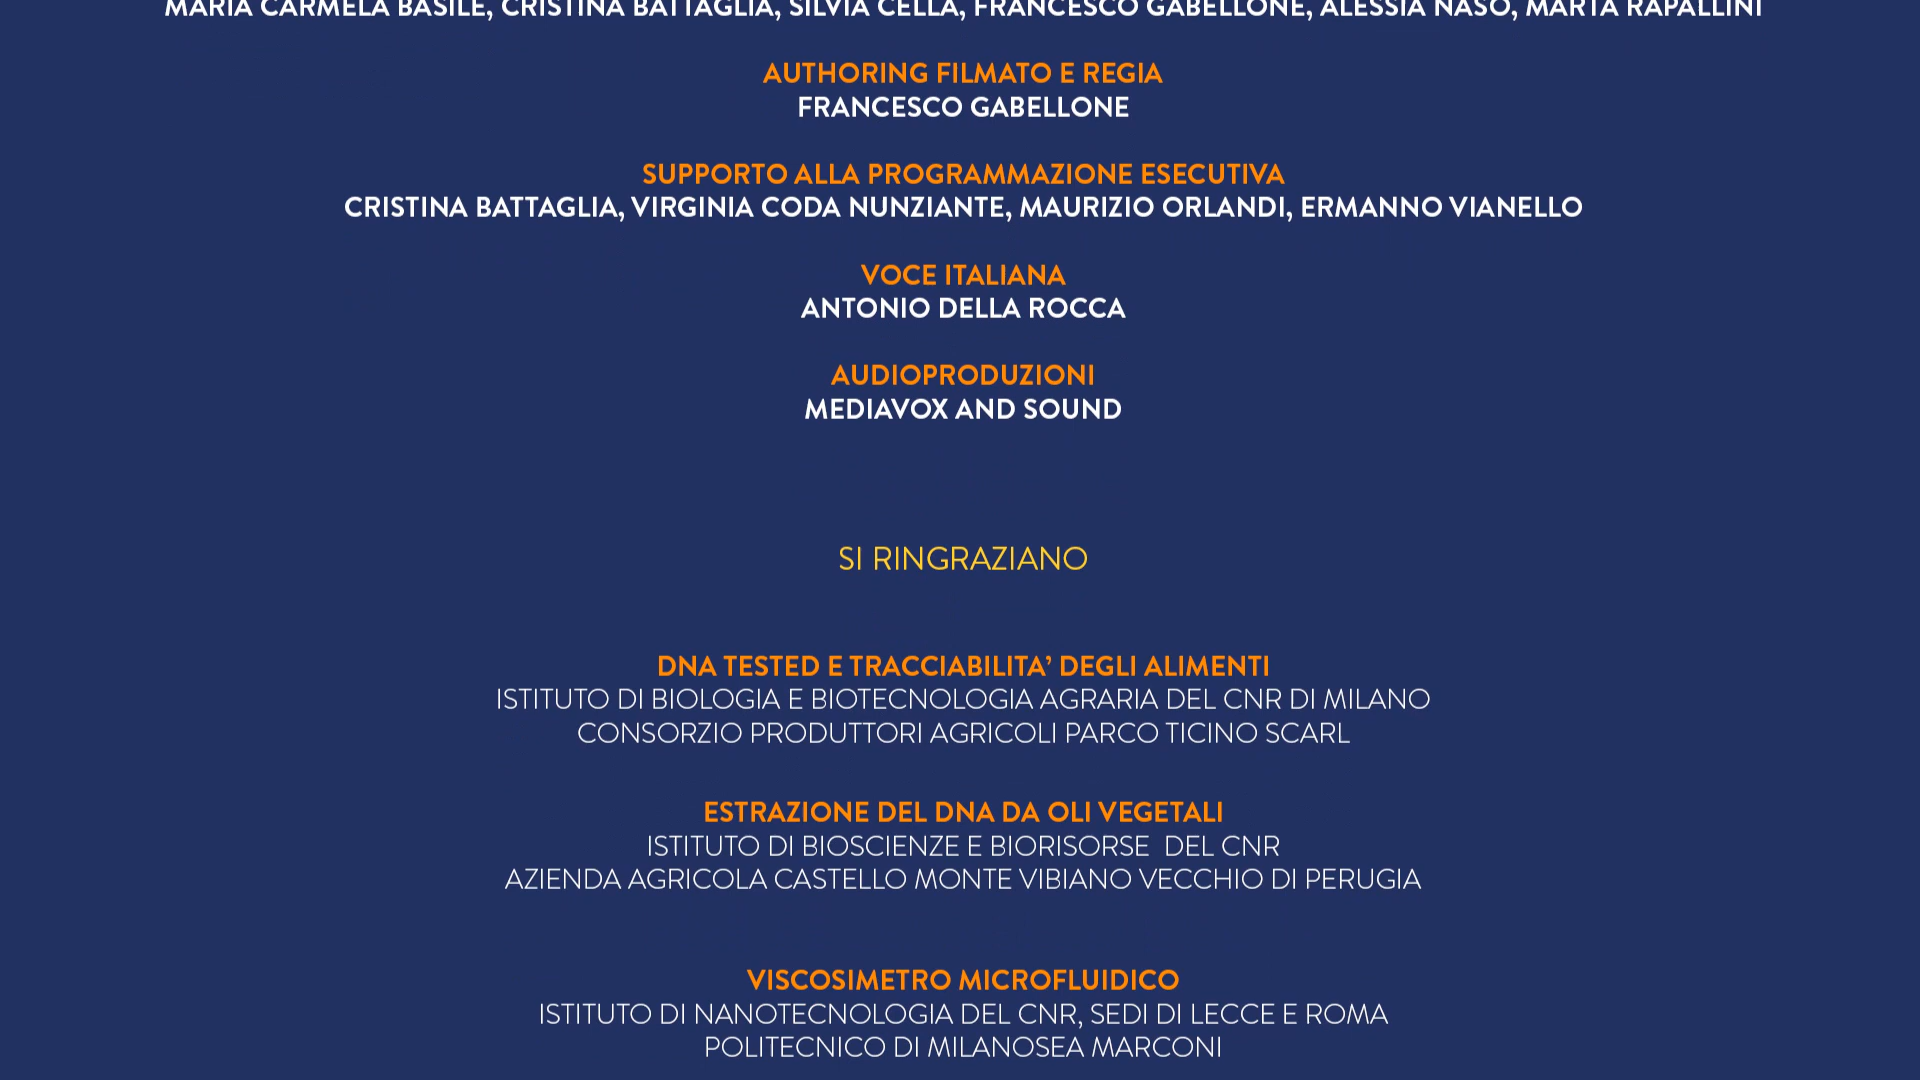 MARIA CARMELA BASILE, CRISTINA BATTAGLIA, SILVIA CELLA, FRANCESCO GABELLONE, ALESSIA NASO, MARTA RAPALLINI
AUTHORING FILMATO E REGIA
FRANCESCO GABELLONE
SUPPORTO ALLA PROGRAMMAZIONE ESECUTIVA
CRISTINA BATTAGLIA, VIRGINIA CODA NUNZIANTE, MAURIZIO ORLANDI, ERMANNO VIANELLO
VOCE ITALIANA
ANTONIO DELLA ROCCA
AUDIOPRODUZIONI
MEDIAVOX AND SOUND
SI RINGRAZIANO
DNA TESTED E TRACCIABILITA’ DEGLI ALIMENTI
ISTITUTO DI BIOLOGIA E BIOTECNOLOGIA AGRARIA DEL CNR DI MILANO
CONSORZIO PRODUTTORI AGRICOLI PARCO TICINO SCARL
ESTRAZIONE DEL DNA DA OLI VEGETALI
ISTITUTO DI BIOSCIENZE E BIORISORSE  DEL CNR
AZIENDA AGRICOLA CASTELLO MONTE VIBIANO VECCHIO DI PERUGIA
VISCOSIMETRO MICROFLUIDICO
ISTITUTO DI NANOTECNOLOGIA DEL CNR, SEDI DI LECCE E ROMA
POLITECNICO DI MILANOSEA MARCONI